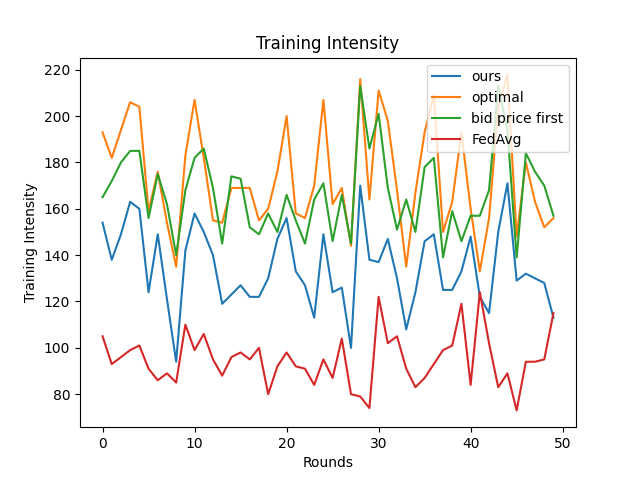 Training Intensity
220
200
180
160
140
120
100
80
Training Intensity
0
10
20
30
40
50
Rounds
ours
optimal
bid price first
FedAvg